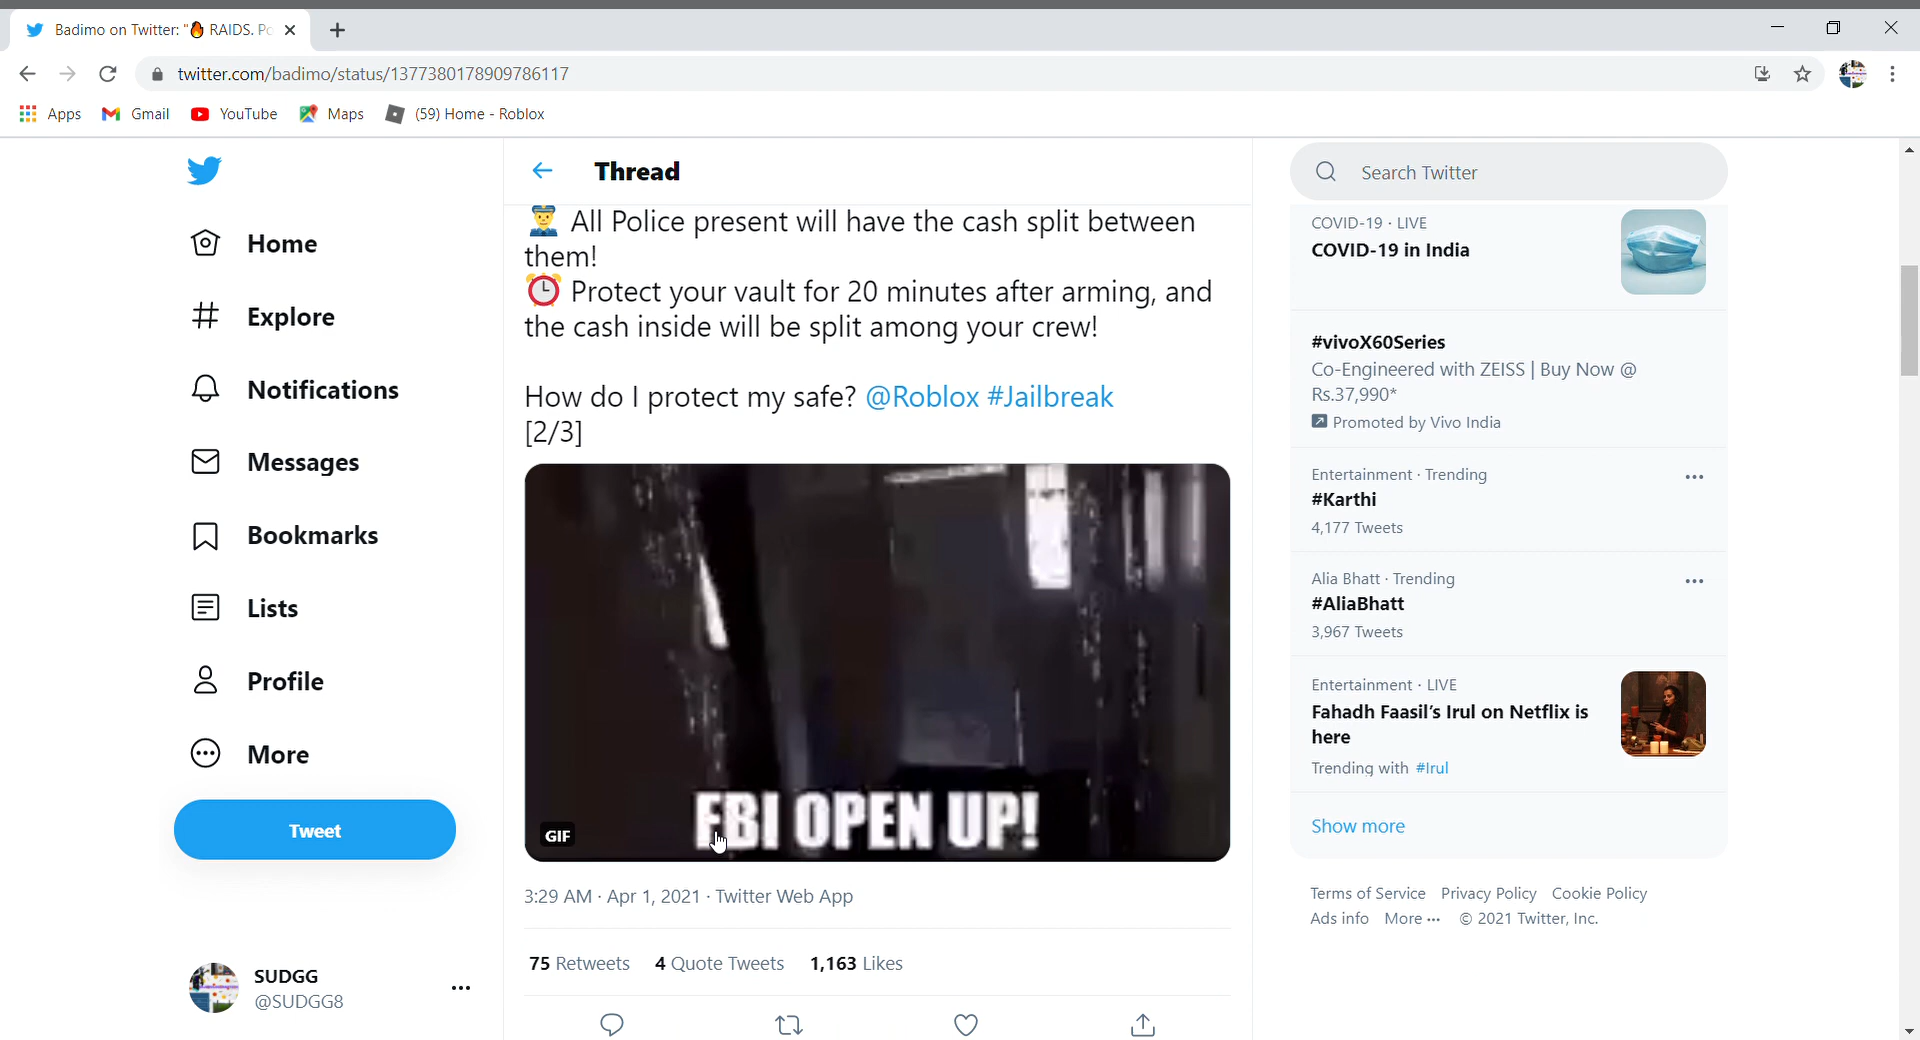 Badimo on Twitter: "🔥 RAIDS. Po
twitter.com/badimo/status/1377380178909786117
Apps
Gmail
YouTube
Maps
(59) Home - Roblox
Home
Explore
Notifications
Messages
Bookmarks
Lists
Profile
More
Tweet
SUDGG
@SUDGG8
Thread
👮 All Police present will have the cash split between
them!
⏰ Protect your vault for 20 minutes after arming, and
the cash inside will be split among your crew!
How do I protect my safe? @Roblox #Jailbreak
[2/3]
FBI OPEN UP!
GIF
3:29 AM · Apr 1, 2021 · Twitter Web App
75 Retweets 4 Quote Tweets 1,163 Likes
Search Twitter
COVID-19 · LIVE
COVID-19 in India
#vivoX60Series
Co-Engineered with ZEISS | Buy Now @
Rs.37,990*
Promoted by Vivo India
Entertainment · Trending
#Karthi
4,177 Tweets
Alia Bhatt · Trending
#AliaBhatt
3,967 Tweets
Entertainment · LIVE
Fahadh Faasil's Irul on Netflix is
here
Trending with #Irul
Show more
Terms of Service Privacy Policy Cookie Policy
Ads info More ··· © 2021 Twitter, Inc.